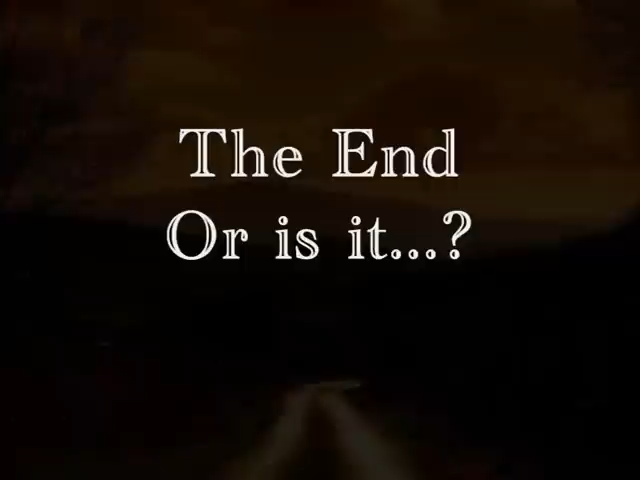 The End
Or is it...?